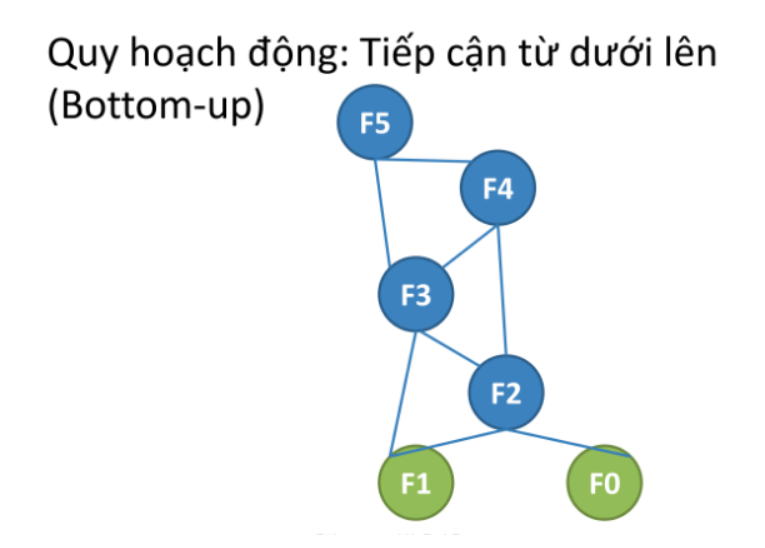 Quy hoạch động: Tiếp cận từ dưới lên
(Bottom-up)
F5
F4
F3
F2
F1
F0